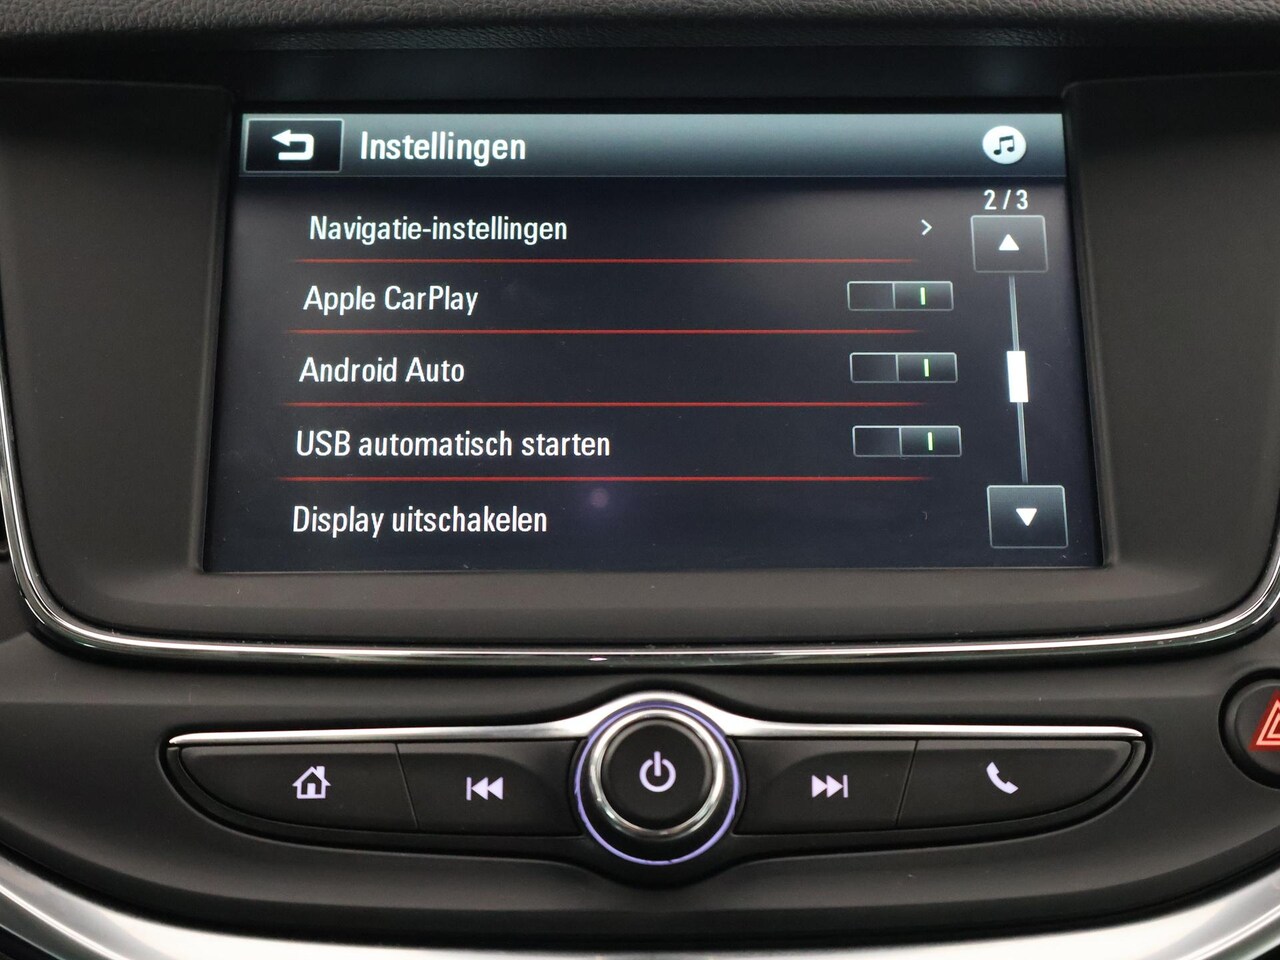 Instellingen
2/3
Navigatie-instellingen
Apple CarPlay
Android Auto
USB automatisch starten
Display uitschakelen